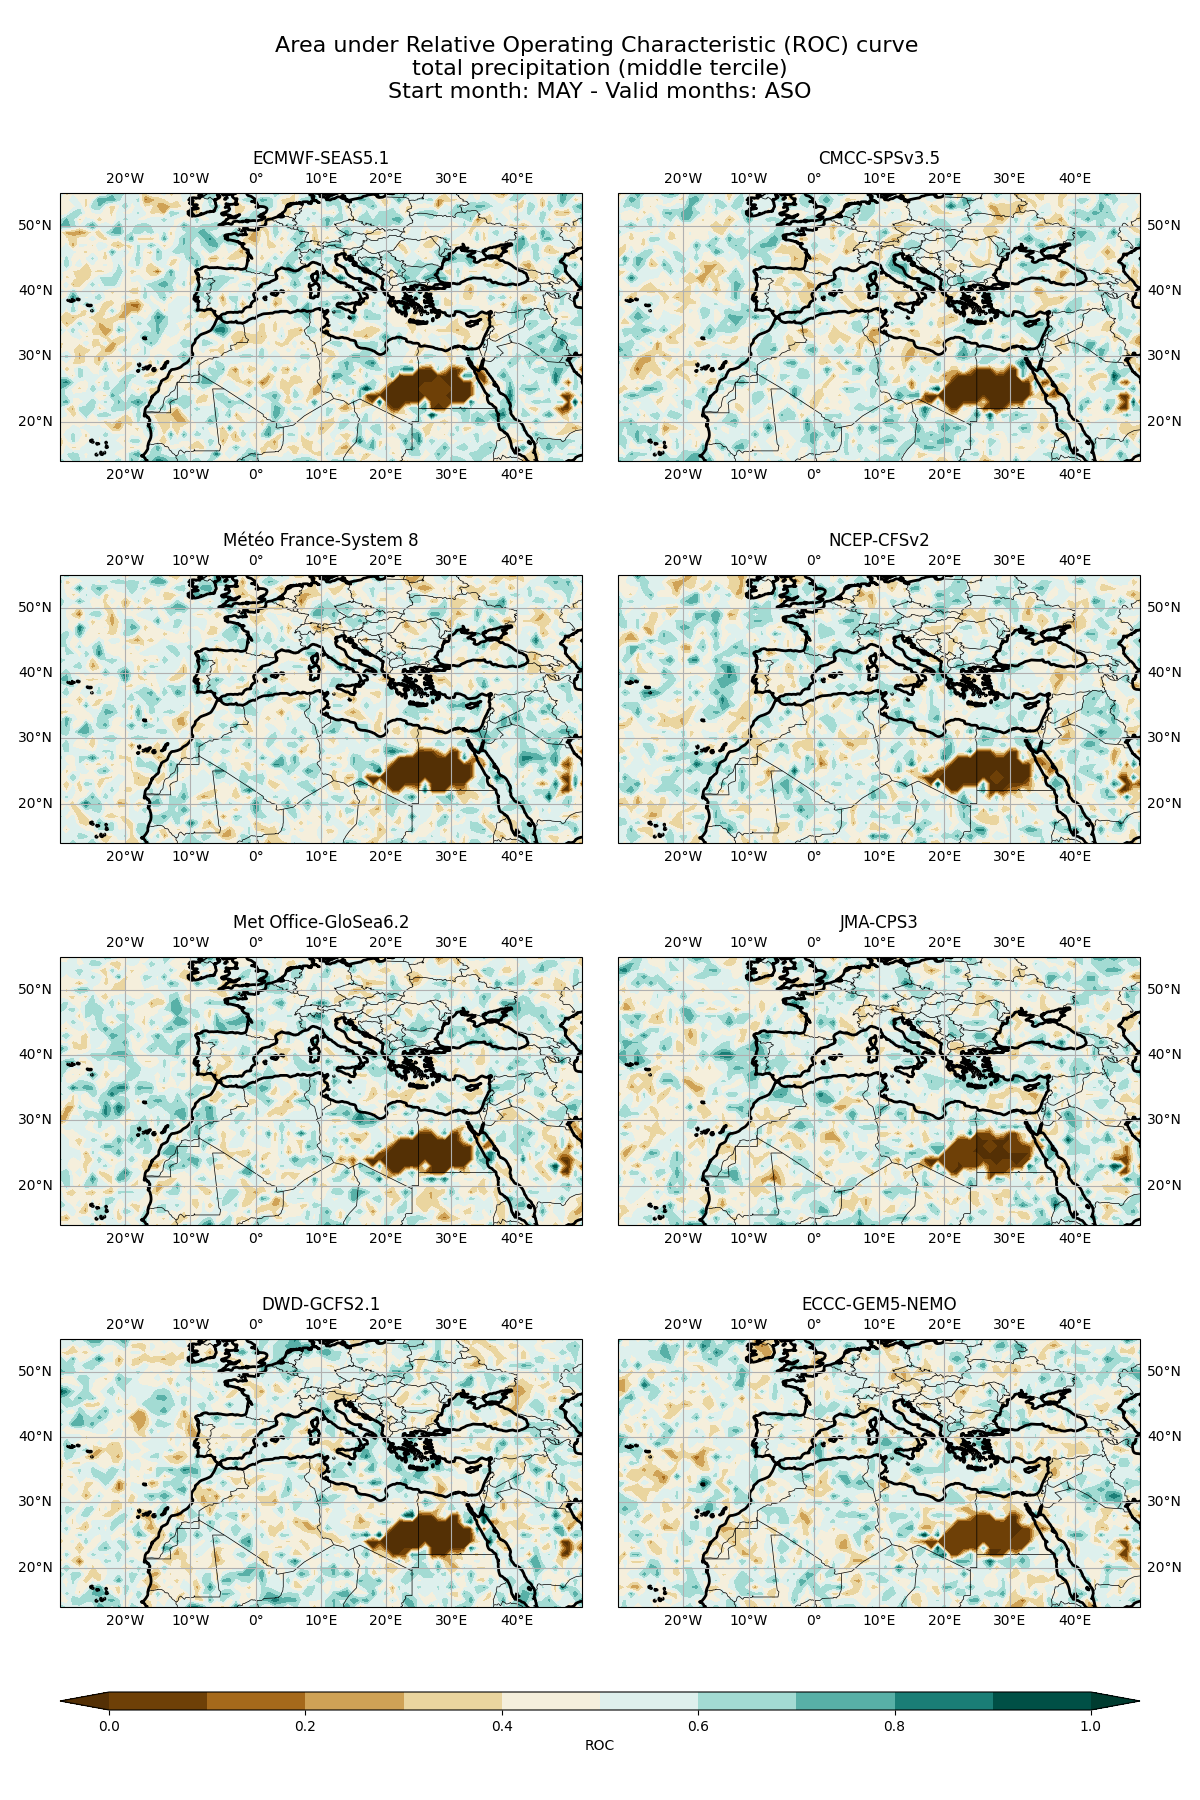 Area under Relative Operating Characteristic (ROC) curve
total precipitation (middle tercile)
Start month: MAY - Valid months: ASO
ECMWF-SEAS5.1
20°W 10°W 0° 10°E 20°E 30°E 40°E
50°N
40°N
30°N
20°N
20°W 10°W 0° 10°E 20°E 30°E 40°E
CMCC-SPSv3.5
20°W 10°W 0° 10°E 20°E 30°E 40°E
50°N
40°N
30°N
20°N
20°W 10°W 0° 10°E 20°E 30°E 40°E
Météo France-System 8
20°W 10°W 0° 10°E 20°E 30°E 40°E
50°N
40°N
30°N
20°N
20°W 10°W 0° 10°E 20°E 30°E 40°E
NCEP-CFSv2
20°W 10°W 0° 10°E 20°E 30°E 40°E
50°N
40°N
30°N
20°N
20°W 10°W 0° 10°E 20°E 30°E 40°E
Met Office-GloSea6.2
20°W 10°W 0° 10°E 20°E 30°E 40°E
50°N
40°N
30°N
20°N
20°W 10°W 0° 10°E 20°E 30°E 40°E
JMA-CPS3
20°W 10°W 0° 10°E 20°E 30°E 40°E
50°N
40°N
30°N
20°N
20°W 10°W 0° 10°E 20°E 30°E 40°E
DWD-GCFS2.1
20°W 10°W 0° 10°E 20°E 30°E 40°E
50°N
40°N
30°N
20°N
20°W 10°W 0° 10°E 20°E 30°E 40°E
ECCC-GEM5-NEMO
20°W 10°W 0° 10°E 20°E 30°E 40°E
50°N
40°N
30°N
20°N
20°W 10°W 0° 10°E 20°E 30°E 40°E
0.0 0.2 0.4 0.6 0.8 1.0
ROC